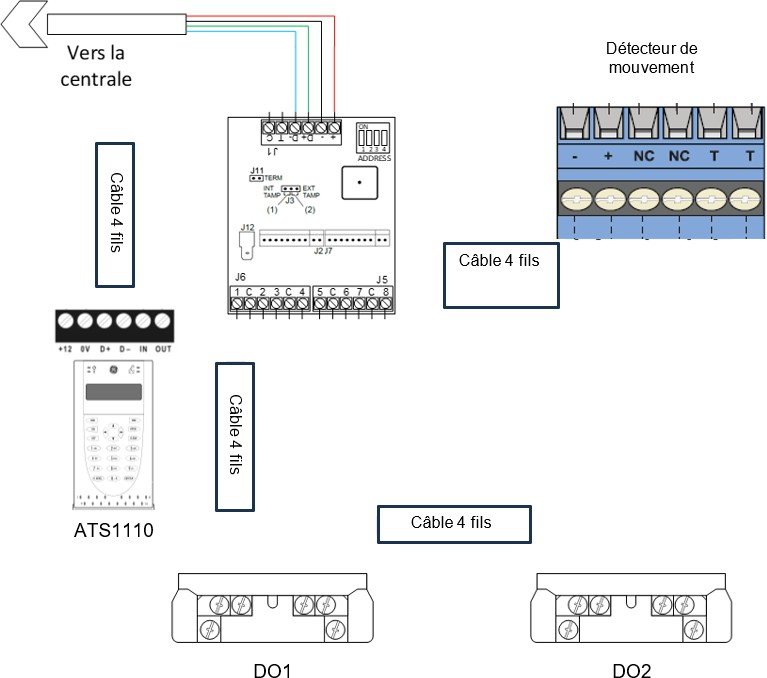 Vers la
centrale
Détecteur de
mouvement
- + NC NC T T
C T D- D+ - +
J1
ON
1 2 3 4
ADDRESS
J11
TERM
INT
TAMP
EXT
TAMP
J3
(1) (2)
J12
J2 J7
J6 J5
1 C 2 3 C 4 5 C 6 7 C 8
Câble 4 fils
Câble 4 fils
+12 0V D+ D− IN OUT
Câble 4 fils
ATS1110
Câble 4 fils
DO1 DO2